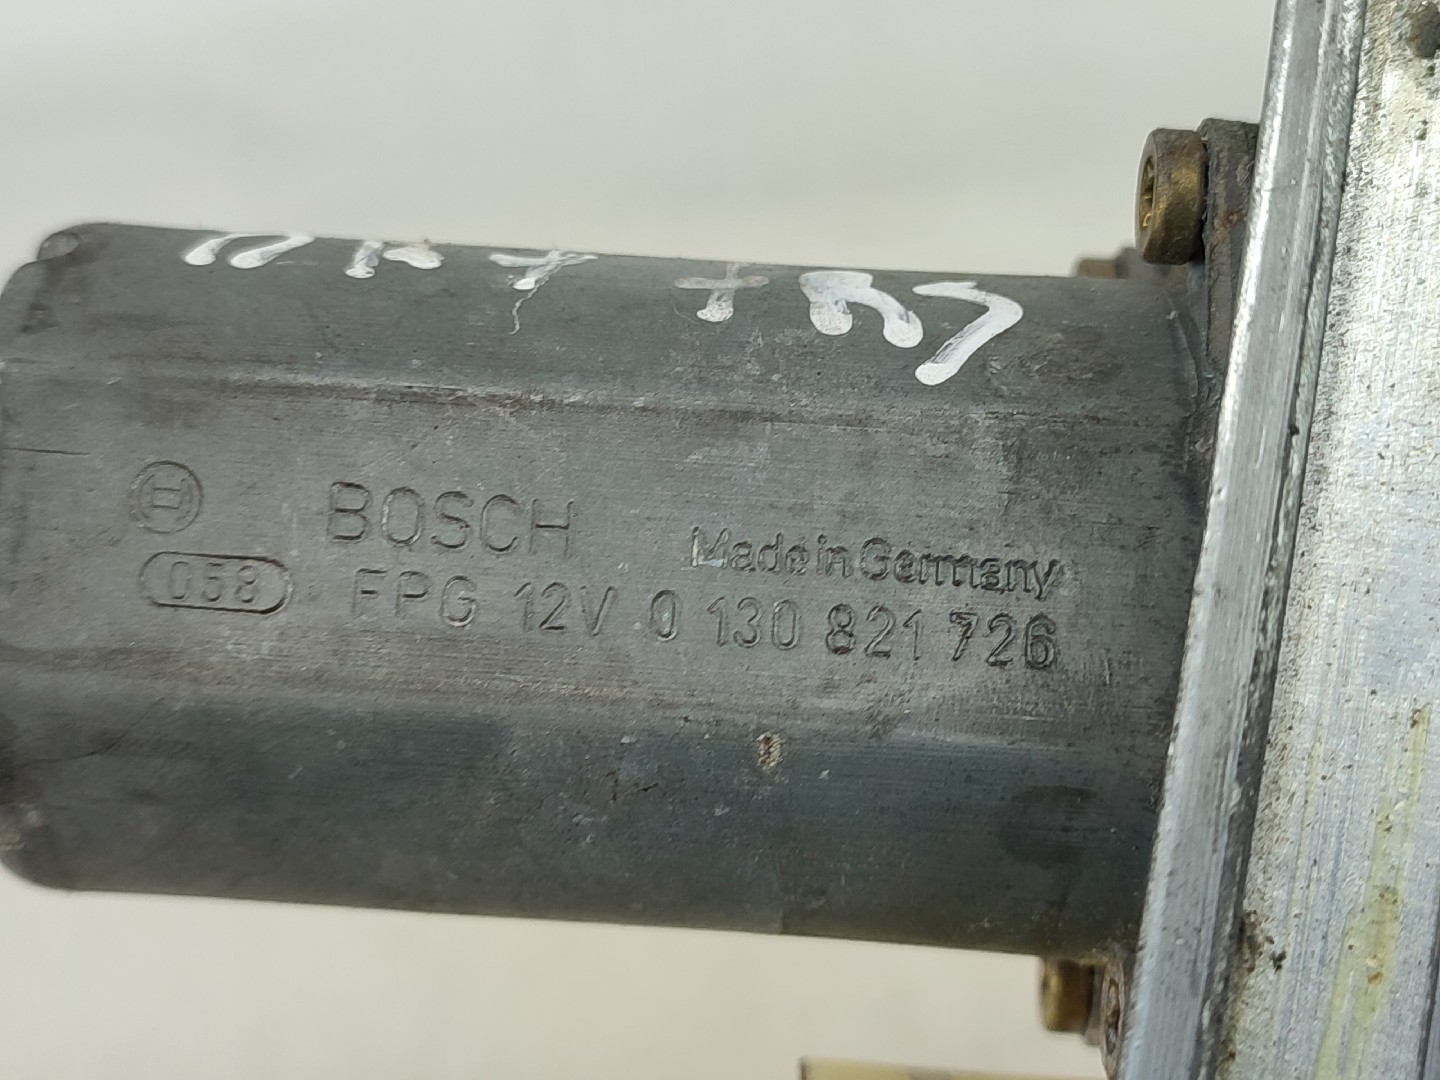 BOSCH
Made in Germany
058 FPG 12V 0 130 821 726